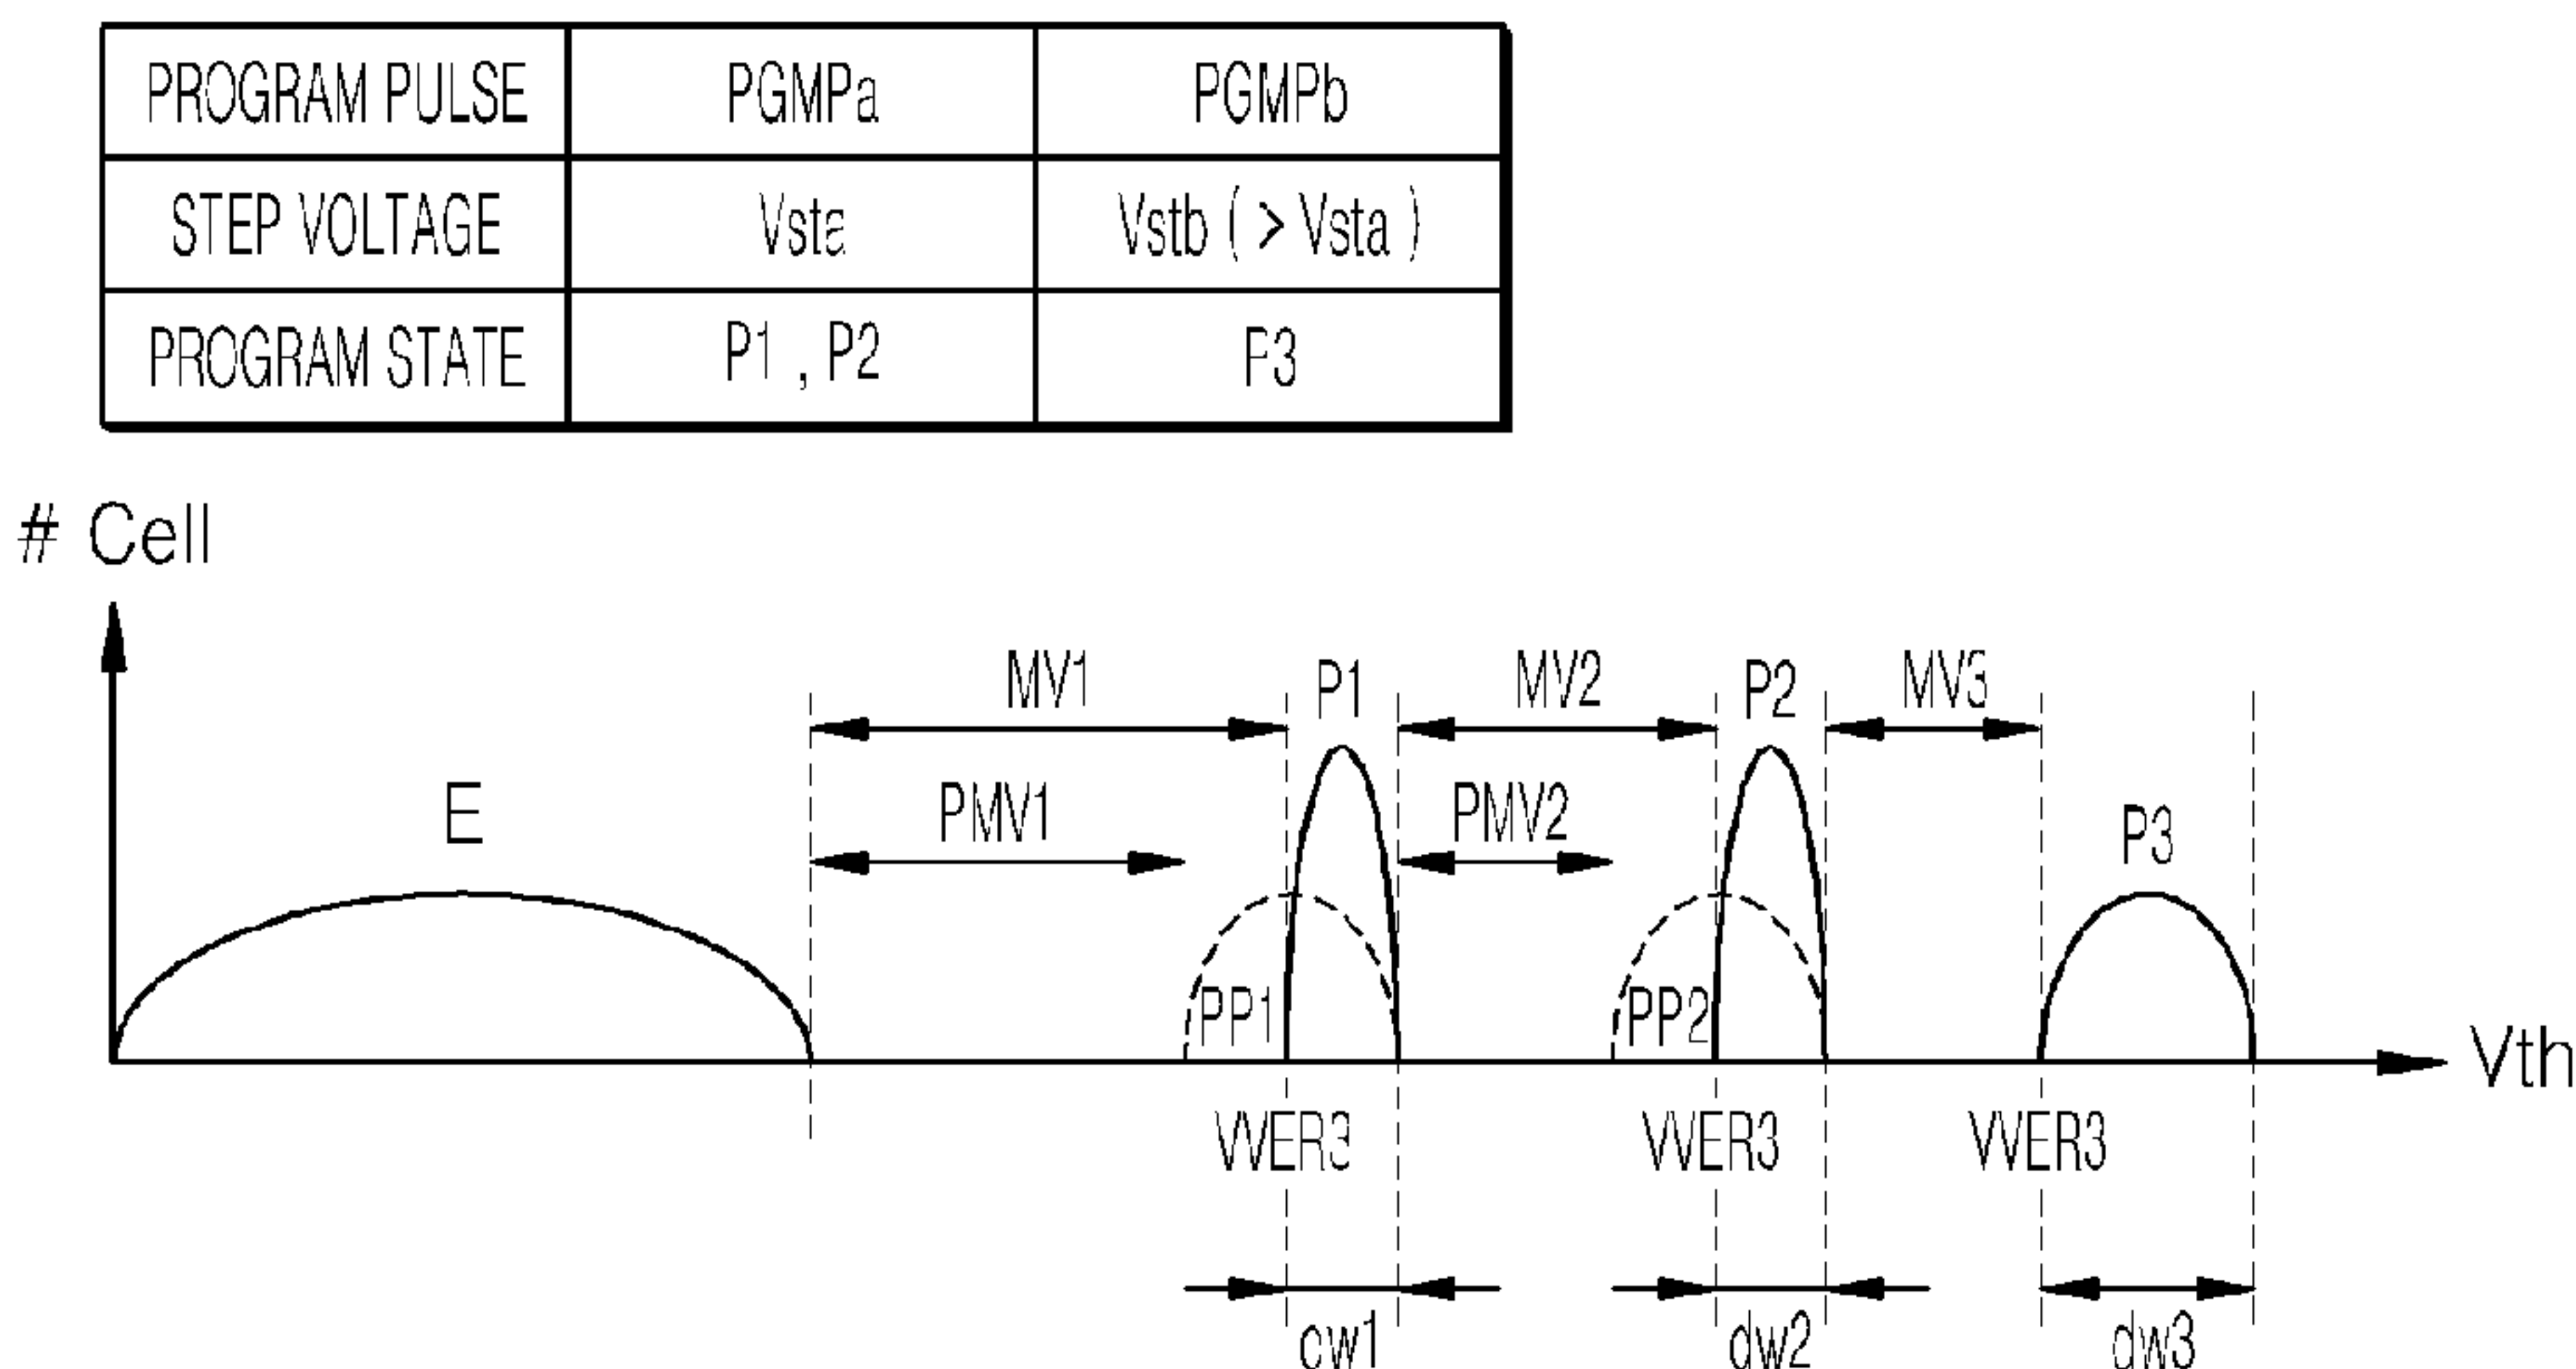 PROGRAM PULSE PGMPa PGMPb
STEP VOLTAGE Vsta Vstb ( > Vsta )
PROGRAM STATE P1 , P2 P3
# Cell
MV1 P1 MV2 P2 MV3
E PMV1 PMV2 P3
PP1 PP2
Vth
VVER3 VVER3 VVER3
cw1 dw2 dw3